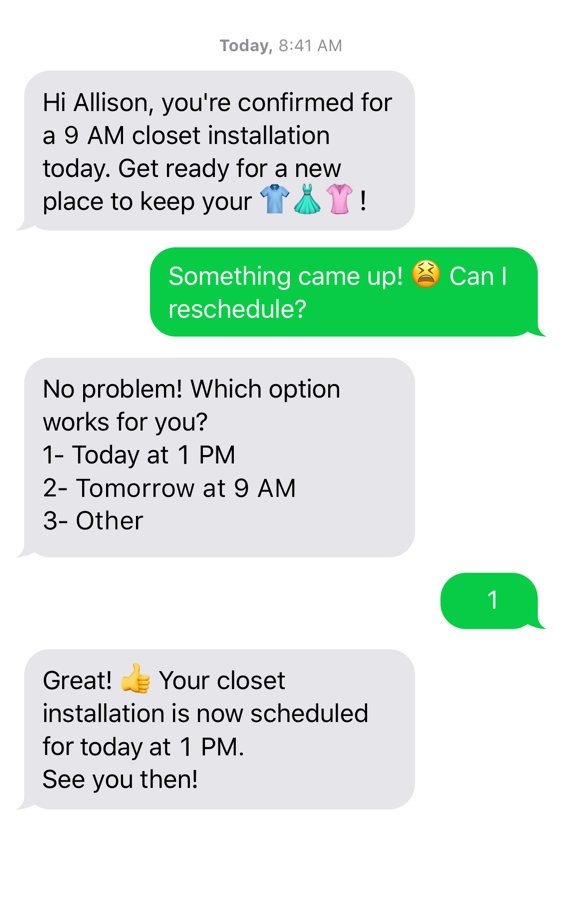 Today, 8:41 AM
Hi Allison, you're confirmed for
a 9 AM closet installation
today. Get ready for a new
place to keep your 👕👗👚!
Something came up! 😫 Can I
reschedule?
No problem! Which option
works for you?
1- Today at 1 PM
2- Tomorrow at 9 AM
3- Other
1
Great! 👍 Your closet
installation is now scheduled
for today at 1 PM.
See you then!